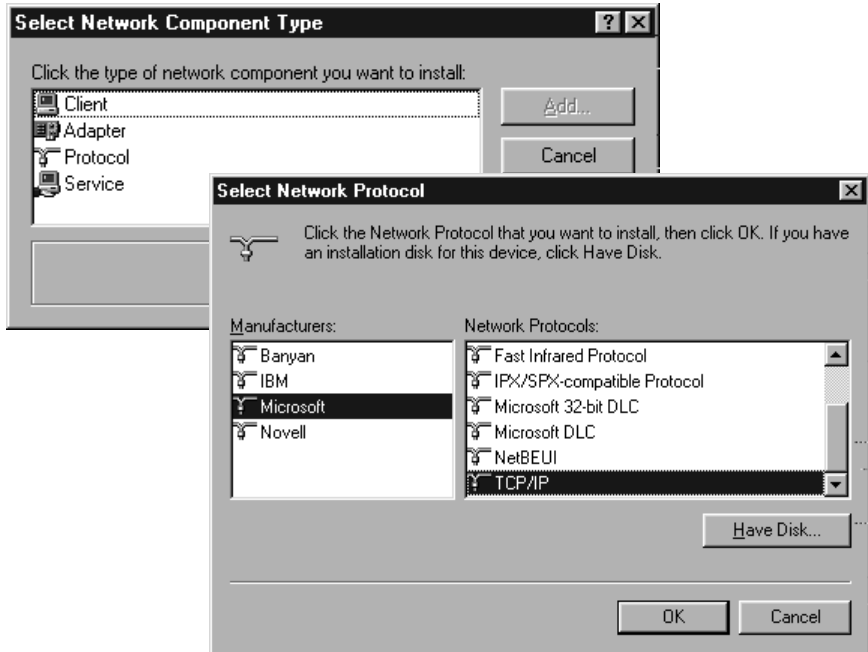 Select Network Component Type
Click the type of network component you want to install:
Client
Adapter
Protocol
Service
Add...
Cancel
Select Network Protocol
Click the Network Protocol that you want to install, then click OK. If you have
an installation disk for this device, click Have Disk.
Manufacturers:
Banyan
IBM
Microsoft
Novell
Network Protocols:
Fast Infrared Protocol
IPX/SPX-compatible Protocol
Microsoft 32-bit DLC
Microsoft DLC
NetBEUI
TCP/IP
Have Disk...
OK
Cancel